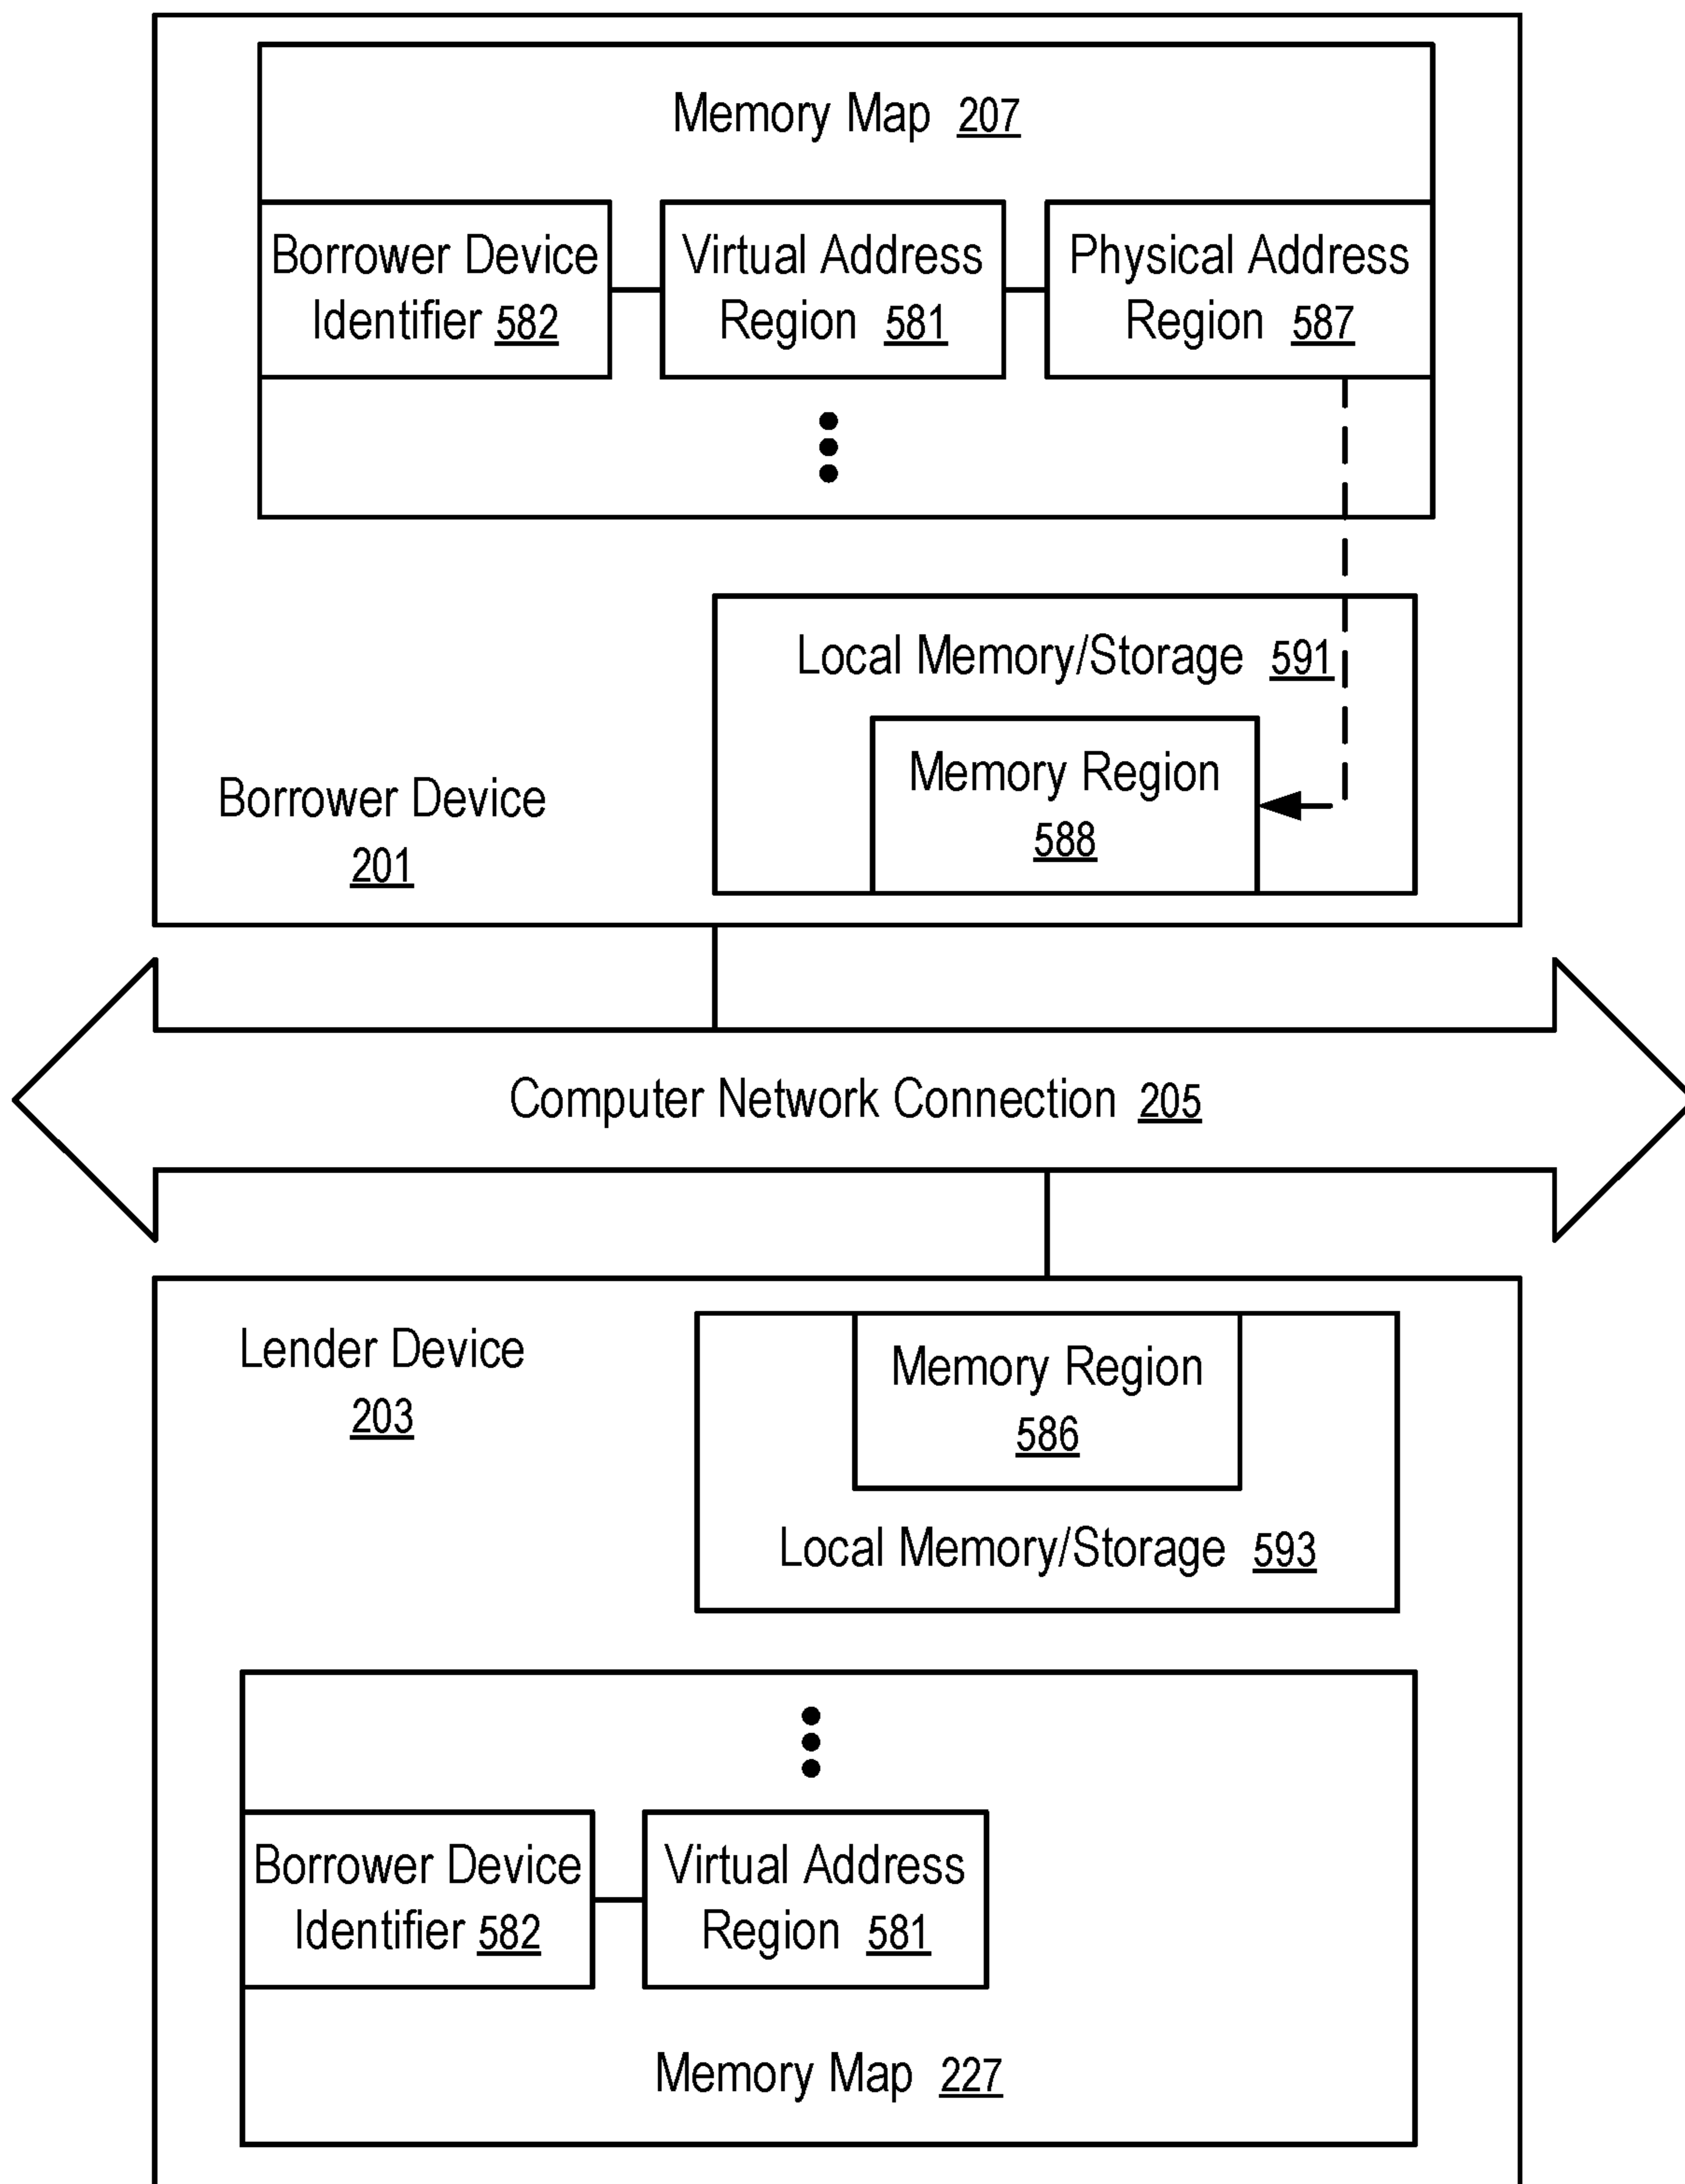 Memory Map 207
Borrower Device
Identifier 582
Virtual Address
Region 581
Physical Address
Region 587
Local Memory/Storage 591
Memory Region
588
Borrower Device
201
Computer Network Connection 205
Lender Device
203
Memory Region
586
Local Memory/Storage 593
Borrower Device
Identifier 582
Virtual Address
Region 581
Memory Map 227